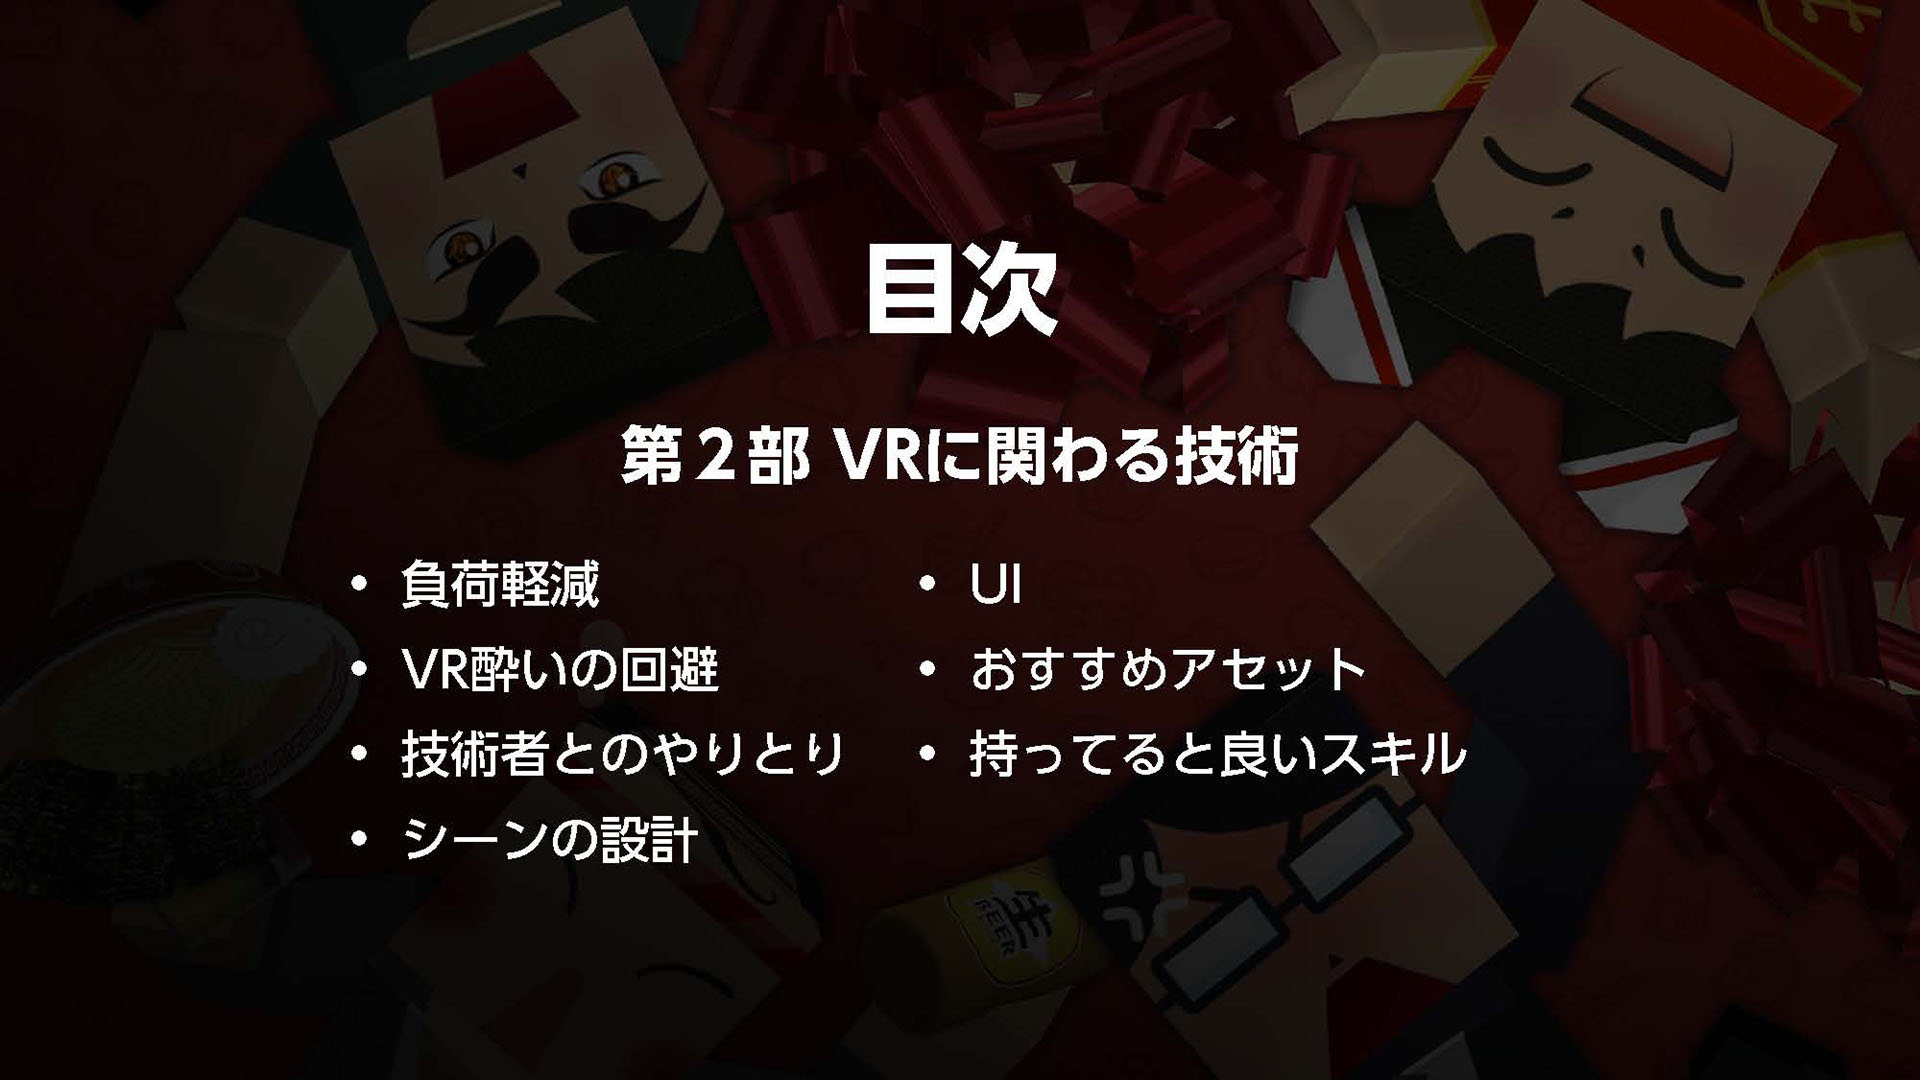 目次
第２部 VRに関わる技術
• 負荷軽減
• VR酔いの回避
• 技術者とのやりとり
• シーンの設計
• UI
• おすすめアセット
• 持ってると良いスキル
生
BEER